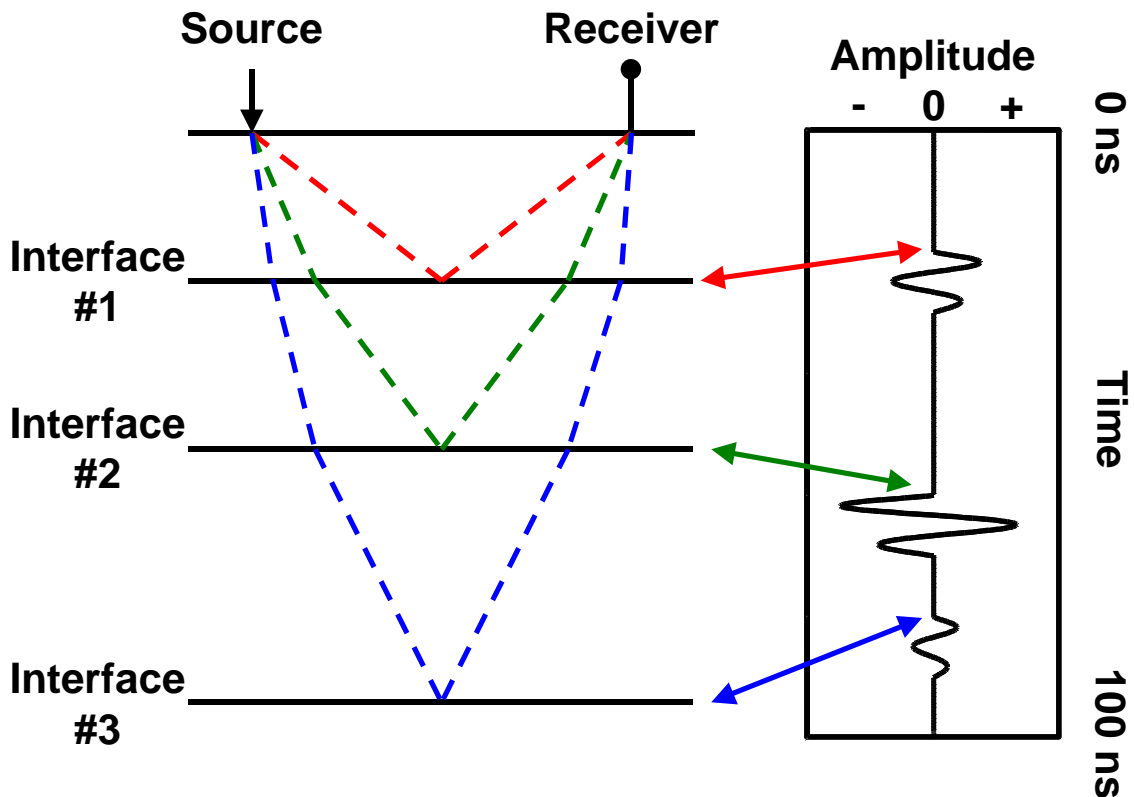 Source
Receiver
Amplitude
- 0 +
0 ns
Interface
#1
Time
Interface
#2
Interface
#3
100 ns